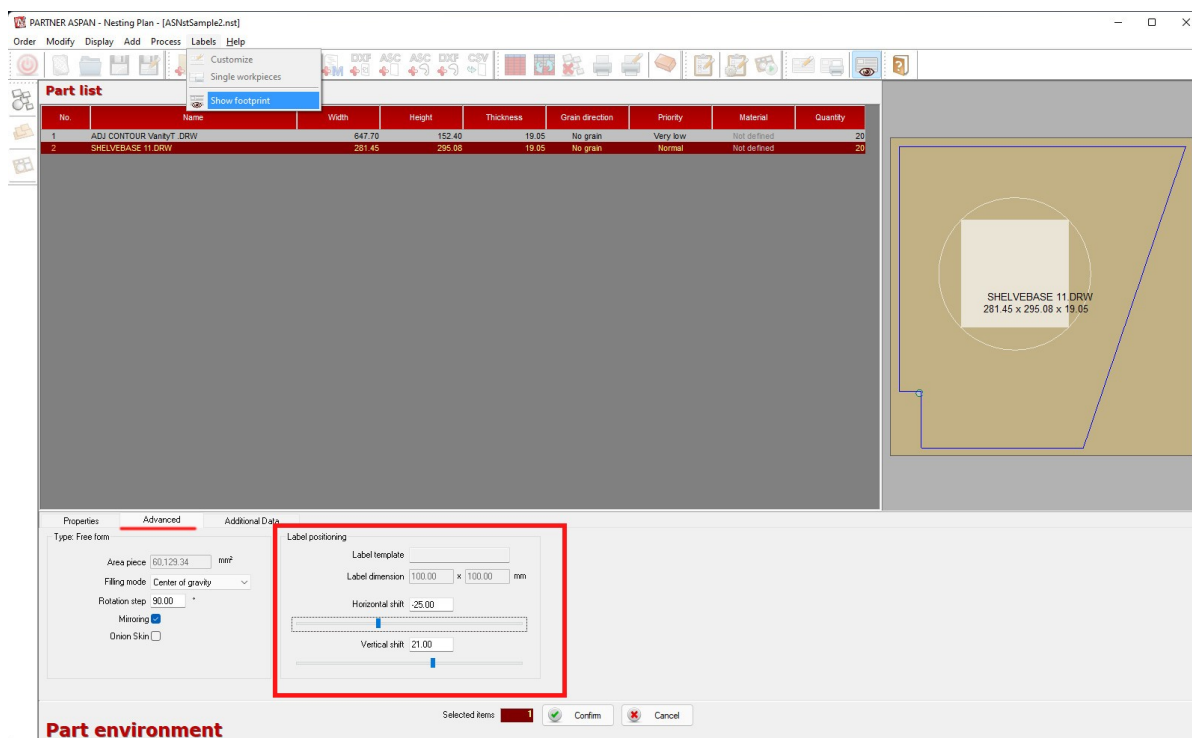 PARTNER ASPAN - Nesting Plan - [ASNstSample2.nst]
Order Modify Display Add Process Labels Help
Customize
Single workpieces
Show footprint
DXF ASC ASC DXF CSV
Part list
No. Name Width Height Thickness Grain direction Priority Material Quantity
1 ADJ CONTOUR VanityT .DRW 647.70 152.40 19.05 No grain Very low Not defined 20
2 SHELVEBASE 11.DRW 281.45 295.08 19.05 No grain Normal Not defined 20
SHELVEBASE 11.DRW
281.45 x 295.08 x 19.05
Properties Advanced Additional Data
Type: Free form
Area piece 60,129.34 mm²
Filling mode Center of gravity
Rotation step 90.00 °
Mirroring
Onion Skin
Label positioning
Label template
Label dimension 100.00 x 100.00 mm
Horizontal shift -25.00
Vertical shift 21.00
Selected items 1 Confirm Cancel
Part environment